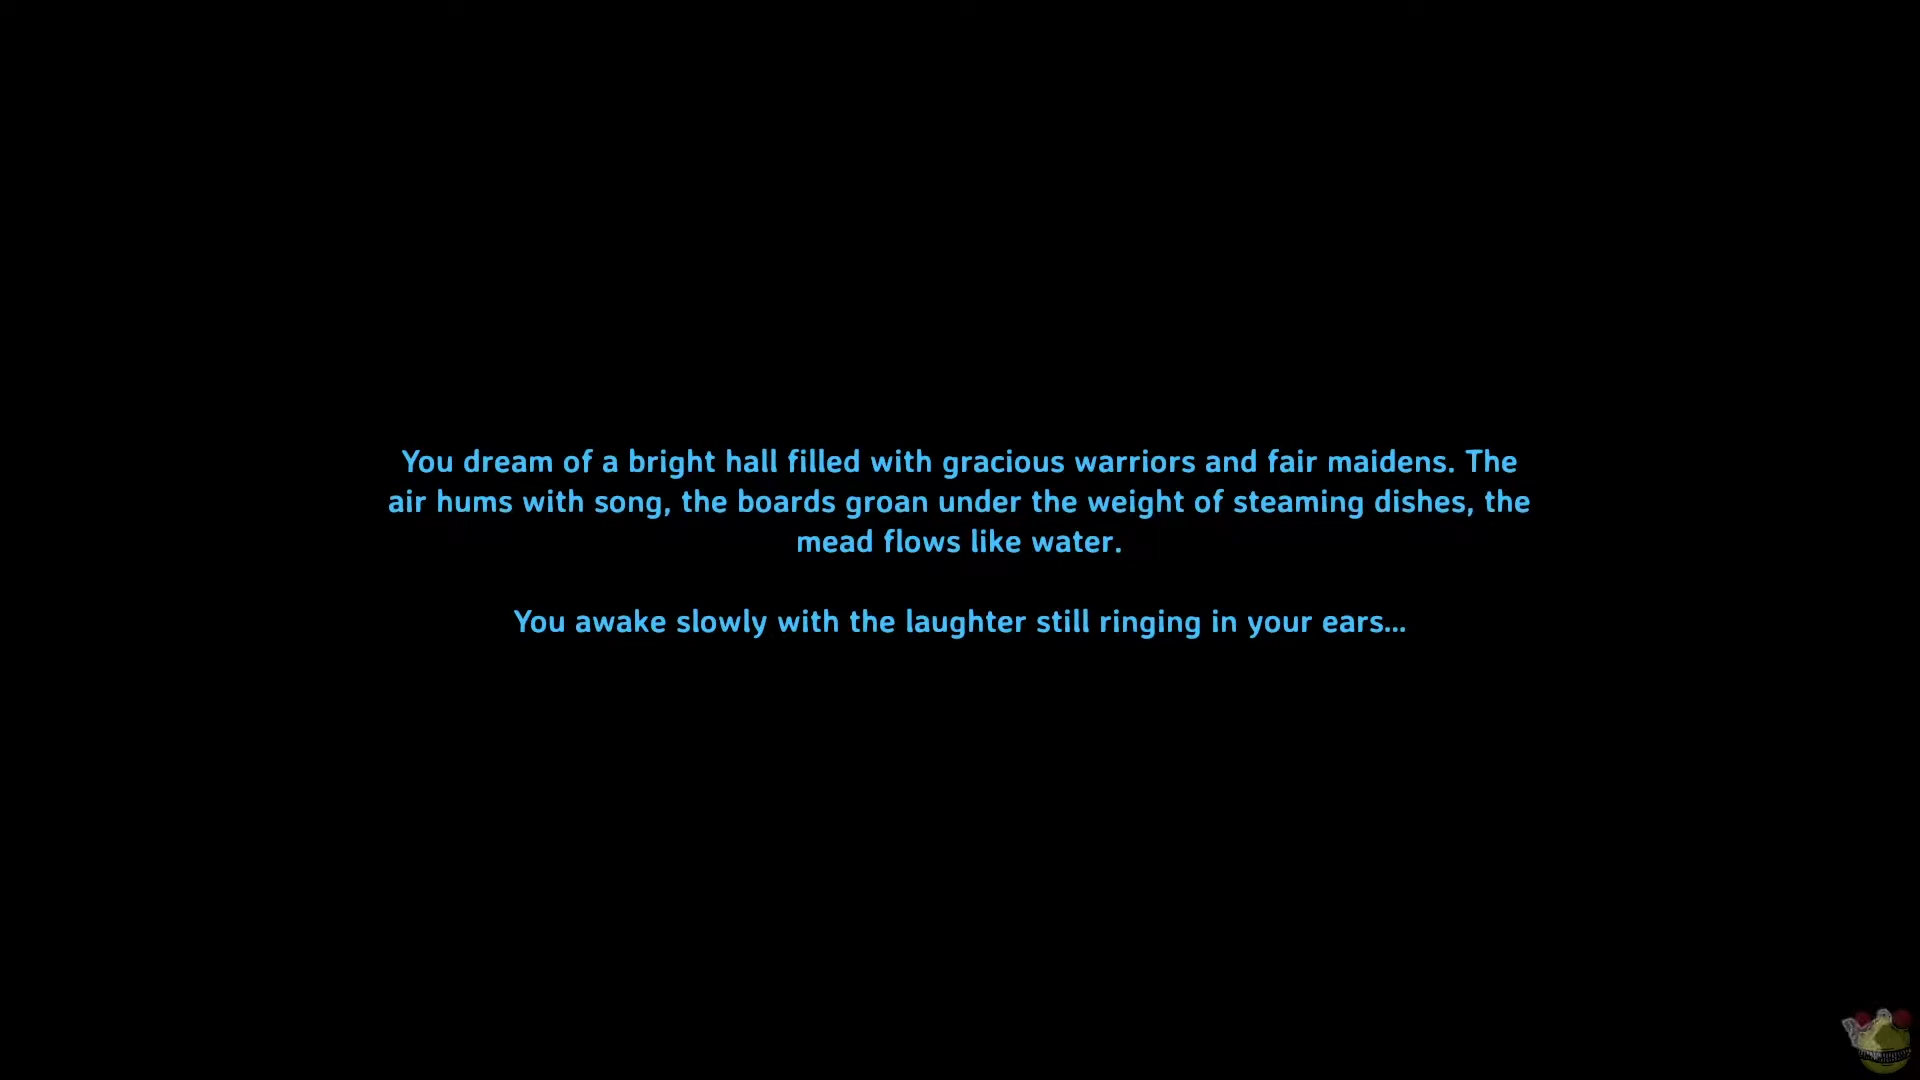 You dream of a bright hall filled with gracious warriors and fair maidens. The
air hums with song, the boards groan under the weight of steaming dishes, the
mead flows like water.
You awake slowly with the laughter still ringing in your ears...